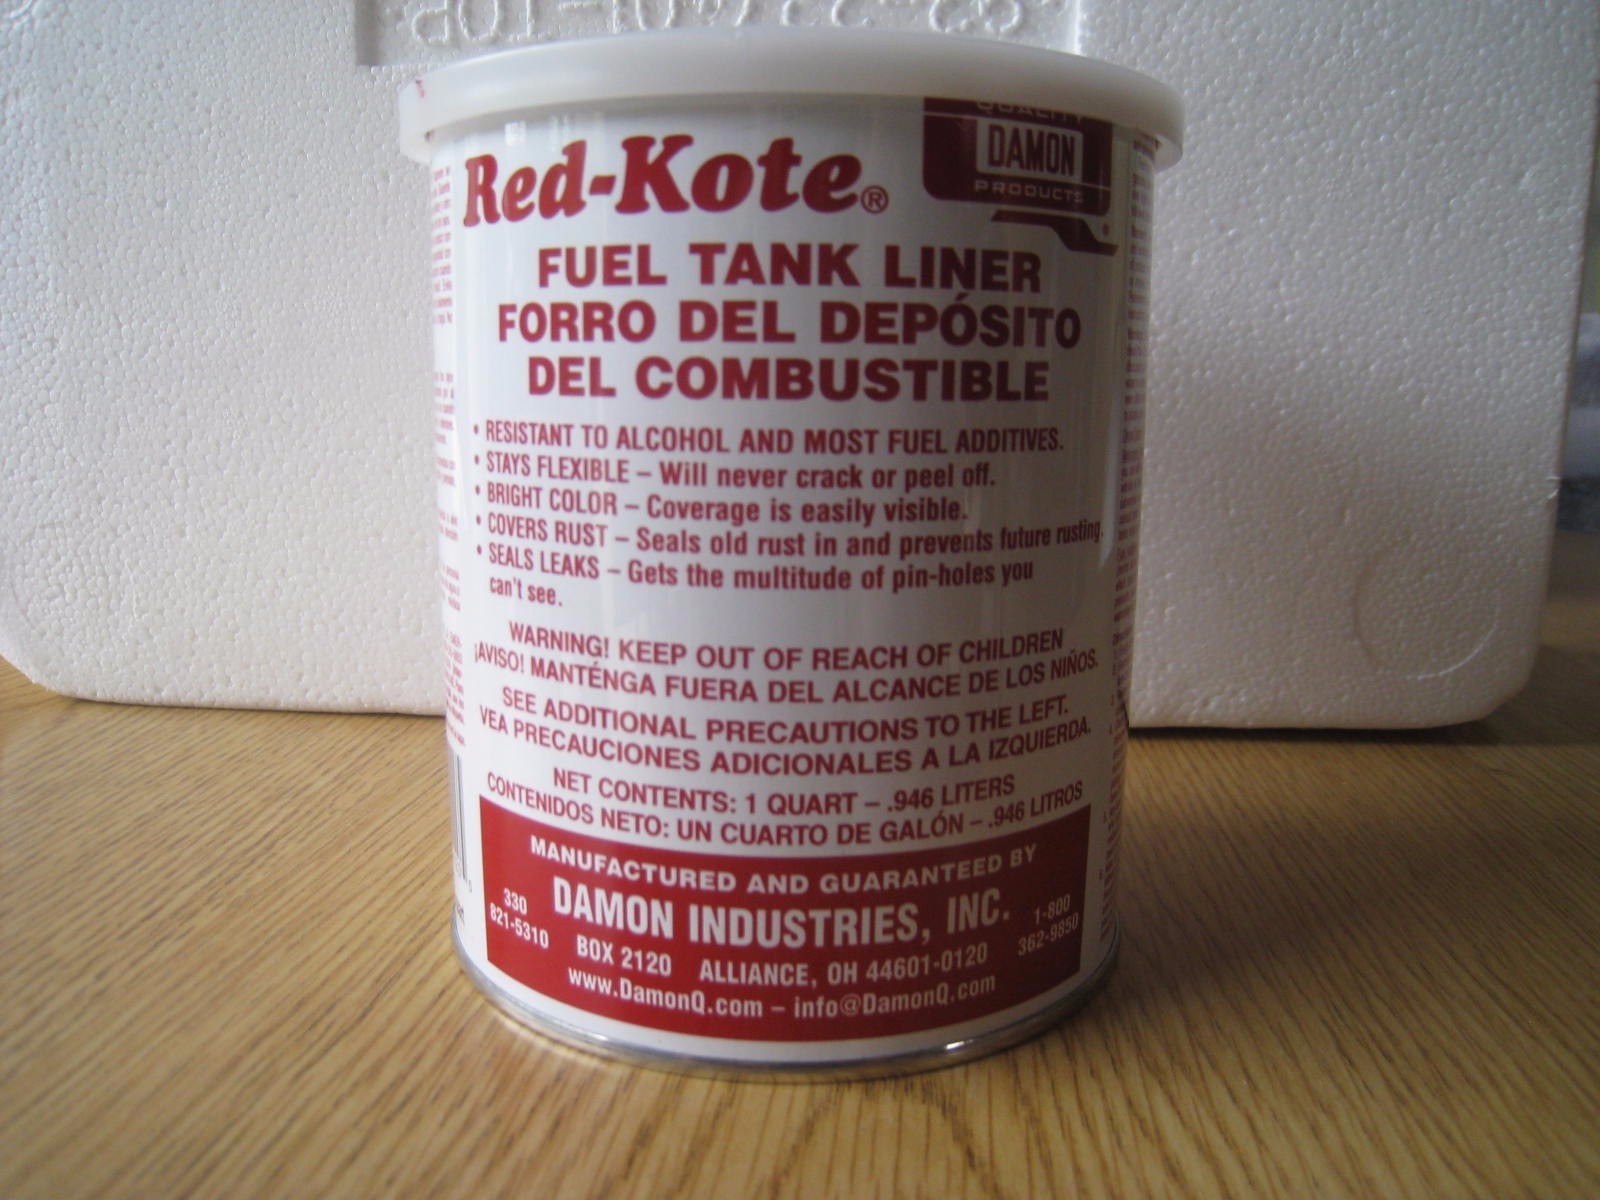 QUALITY
DAMON
PRODUCTS
Red-Kote®
FUEL TANK LINER
FORRO DEL DEPÓSITO
DEL COMBUSTIBLE
• RESISTANT TO ALCOHOL AND MOST FUEL ADDITIVES.
• STAYS FLEXIBLE – Will never crack or peel off.
• BRIGHT COLOR – Coverage is easily visible.
• COVERS RUST – Seals old rust in and prevents future rusting.
• SEALS LEAKS – Gets the multitude of pin-holes you
can't see.
WARNING! KEEP OUT OF REACH OF CHILDREN
¡AVISO! MANTÉNGA FUERA DEL ALCANCE DE LOS NIÑOS.
SEE ADDITIONAL PRECAUTIONS TO THE LEFT.
VEA PRECAUCIONES ADICIONALES A LA IZQUIERDA.
NET CONTENTS: 1 QUART – .946 LITERS
CONTENIDOS NETO: UN CUARTO DE GALÓN – .946 LITROS
MANUFACTURED AND GUARANTEED BY
DAMON INDUSTRIES, INC.
330
821-5310
1-800
362-9850
BOX 2120 ALLIANCE, OH 44601-0120
www.DamonQ.com – info@DamonQ.com